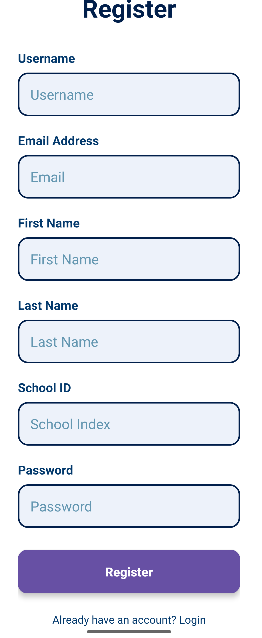 Register
Username
Username
Email Address
Email
First Name
First Name
Last Name
Last Name
School ID
School Index
Password
Password
Register
Already have an account? Login